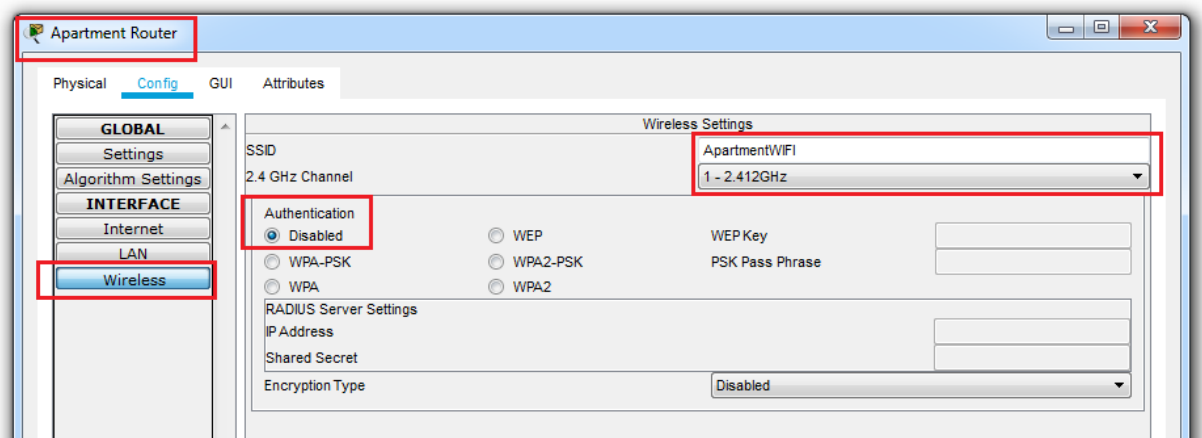 Apartment Router
Physical Config GUI Attributes
GLOBAL
Settings
Algorithm Settings
INTERFACE
Internet
LAN
Wireless
Wireless Settings
SSID ApartmentWIFI
2.4 GHz Channel 1 - 2.412GHz
Authentication
Disabled WEP WEP Key
WPA-PSK WPA2-PSK PSK Pass Phrase
WPA WPA2
RADIUS Server Settings
IP Address
Shared Secret
Encryption Type Disabled